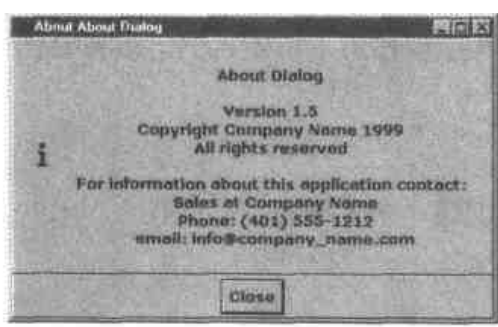 About About Dialog
About Dialog
Version 1.5
Copyright Company Name 1999
All rights reserved
i
For information about this application contact:
Sales at Company Name
Phone: (401) 555-1212
email: info@company_name.com
Close